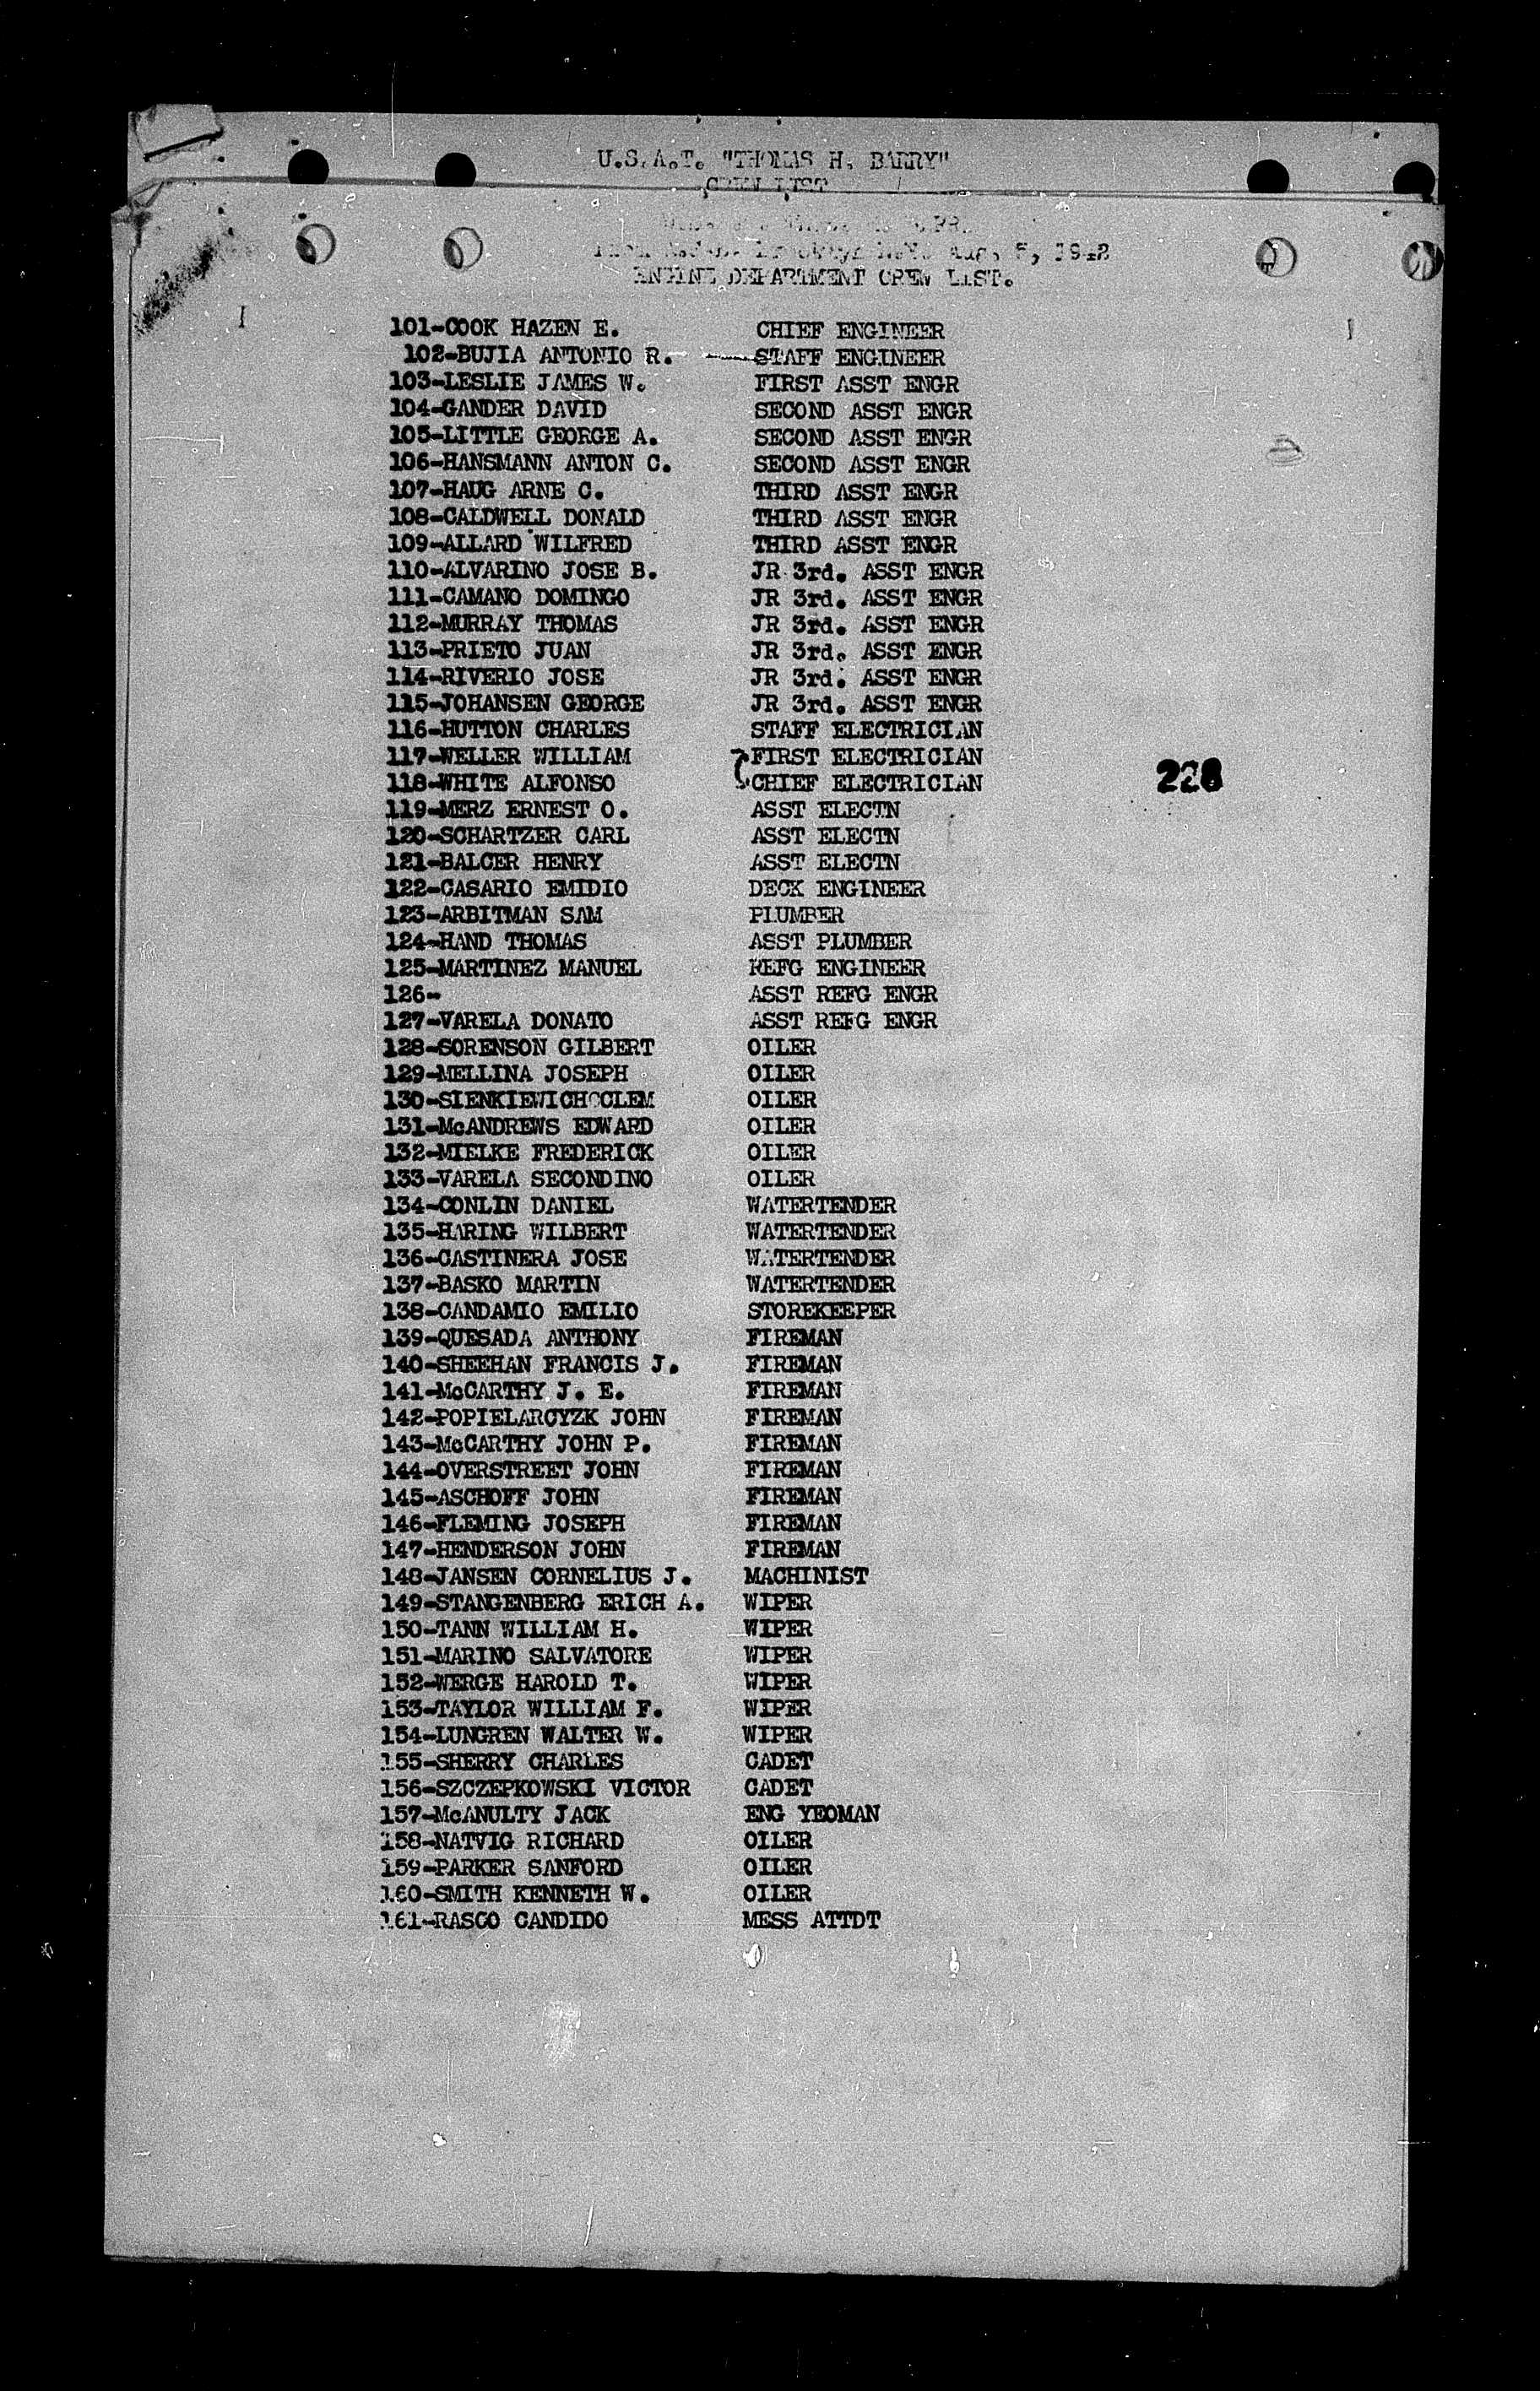 U.S.A.T. "THOMAS H. BARRY"
CREW LIST
Aug. 5, 1942
ENGINE DEPARTMENT CREW LIST.
101-COOK HAZEN E. CHIEF ENGINEER
102-BUJIA ANTONIO R. STAFF ENGINEER
103-LESLIE JAMES W. FIRST ASST ENGR
104-GANDER DAVID SECOND ASST ENGR
105-LITTLE GEORGE A. SECOND ASST ENGR
106-HANSMANN ANTON C. SECOND ASST ENGR
107-HAUG ARNE C. THIRD ASST ENGR
108-CALDWELL DONALD THIRD ASST ENGR
109-ALLARD WILFRED THIRD ASST ENGR
110-ALVARINO JOSE B. JR 3rd. ASST ENGR
111-CAMANO DOMINGO JR 3rd. ASST ENGR
112-MURRAY THOMAS JR 3rd. ASST ENGR
113-PRIETO JUAN JR 3rd. ASST ENGR
114-RIVERIO JOSE JR 3rd. ASST ENGR
115-JOHANSEN GEORGE JR 3rd. ASST ENGR
116-HUTTON CHARLES STAFF ELECTRICIAN
117-WELLER WILLIAM FIRST ELECTRICIAN
118-WHITE ALFONSO CHIEF ELECTRICIAN
228
119-MERZ ERNEST O. ASST ELECTN
120-SCHARTZER CARL ASST ELECTN
121-BALCER HENRY ASST ELECTN
122-CASARIO EMIDIO DECK ENGINEER
123-ARBITMAN SAM PLUMBER
124-HAND THOMAS ASST PLUMBER
125-MARTINEZ MANUEL REFG ENGINEER
126- ASST REFG ENGR
127-VARELA DONATO ASST REFG ENGR
128-SORENSON GILBERT OILER
129-MELLINA JOSEPH OILER
130-SIENKIEWICH CLEM OILER
131-McANDREWS EDWARD OILER
132-MIELKE FREDERICK OILER
133-VARELA SECONDINO OILER
134-CONLIN DANIEL WATERTENDER
135-HARING WILBERT WATERTENDER
136-CASTINERA JOSE WATERTENDER
137-BASKO MARTIN WATERTENDER
138-CANDAMIO EMILIO STOREKEEPER
139-QUESADA ANTHONY FIREMAN
140-SHEEHAN FRANCIS J. FIREMAN
141-McCARTHY J. E. FIREMAN
142-POPIELARCYZK JOHN FIREMAN
143-McCARTHY JOHN P. FIREMAN
144-OVERSTREET JOHN FIREMAN
145-ASCHOFF JOHN FIREMAN
146-FLEMING JOSEPH FIREMAN
147-HENDERSON JOHN FIREMAN
148-JANSEN CORNELIUS J. MACHINIST
149-STANGENBERG ERICH A. WIPER
150-TANN WILLIAM H. WIPER
151-MARINO SALVATORE WIPER
152-WERGE HAROLD T. WIPER
153-TAYLOR WILLIAM F. WIPER
154-LUNGREN WALTER W. WIPER
155-SHERRY CHARLES CADET
156-SZCZEPKOWSKI VICTOR CADET
157-McANULTY JACK ENG YEOMAN
158-NATVIG RICHARD OILER
159-PARKER SANFORD OILER
160-SMITH KENNETH W. OILER
161-RASCO CANDIDO MESS ATTDT